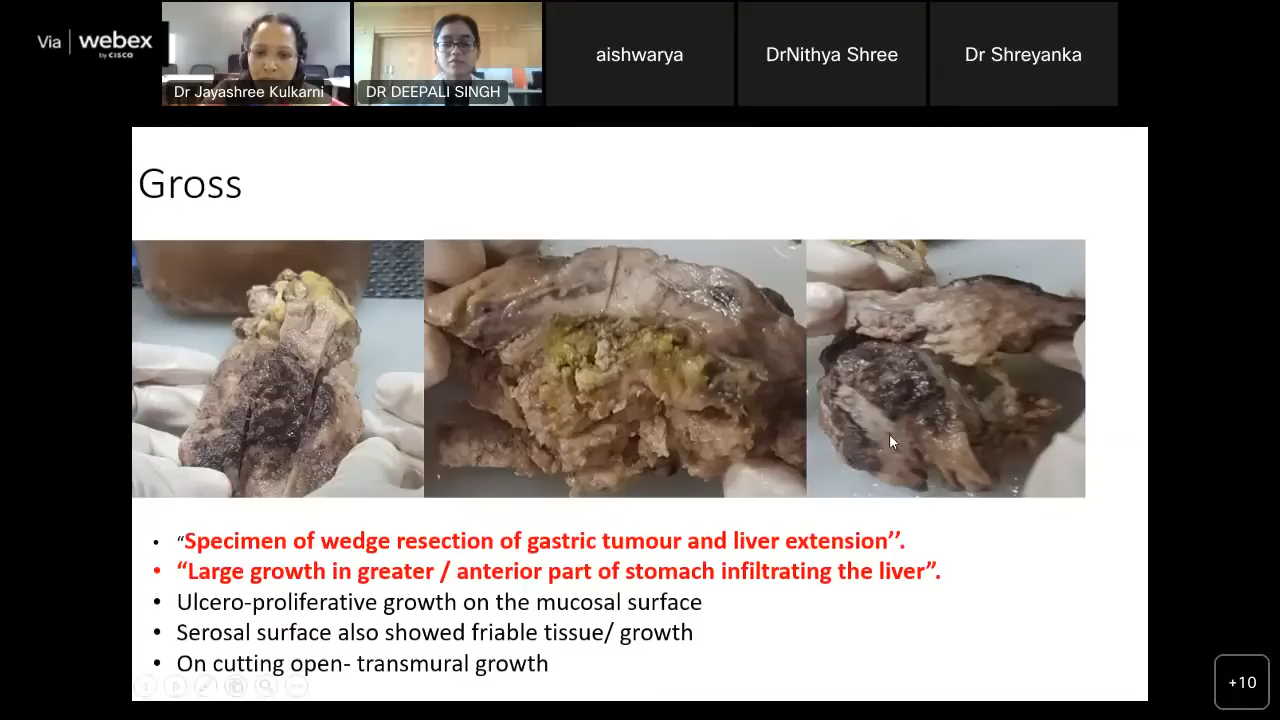 Via | webex
by CISCO
Dr Jayashree Kulkarni
DR DEEPALI SINGH
aishwarya
DrNithya Shree
Dr Shreyanka
Gross
• “Specimen of wedge resection of gastric tumour and liver extension’’.
• “Large growth in greater / anterior part of stomach infiltrating the liver”.
• Ulcero-proliferative growth on the mucosal surface
• Serosal surface also showed friable tissue/ growth
• On cutting open- transmural growth
+10